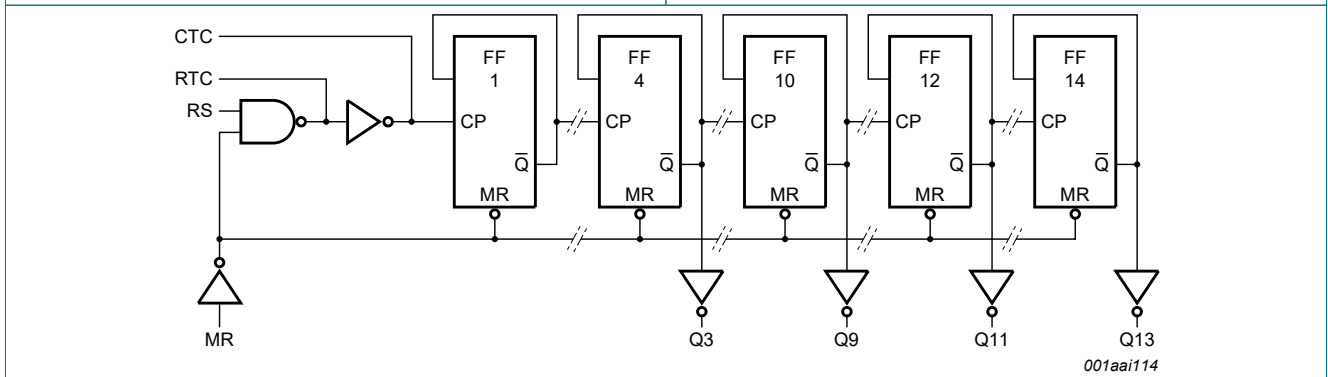 CTC
RTC
RS
FF FF FF FF FF
1 4 10 12 14
CP CP CP CP CP
Q̅ Q̅ Q̅ Q̅ Q̅
MR MR MR MR MR
MR Q3 Q9 Q11 Q13
001aai114